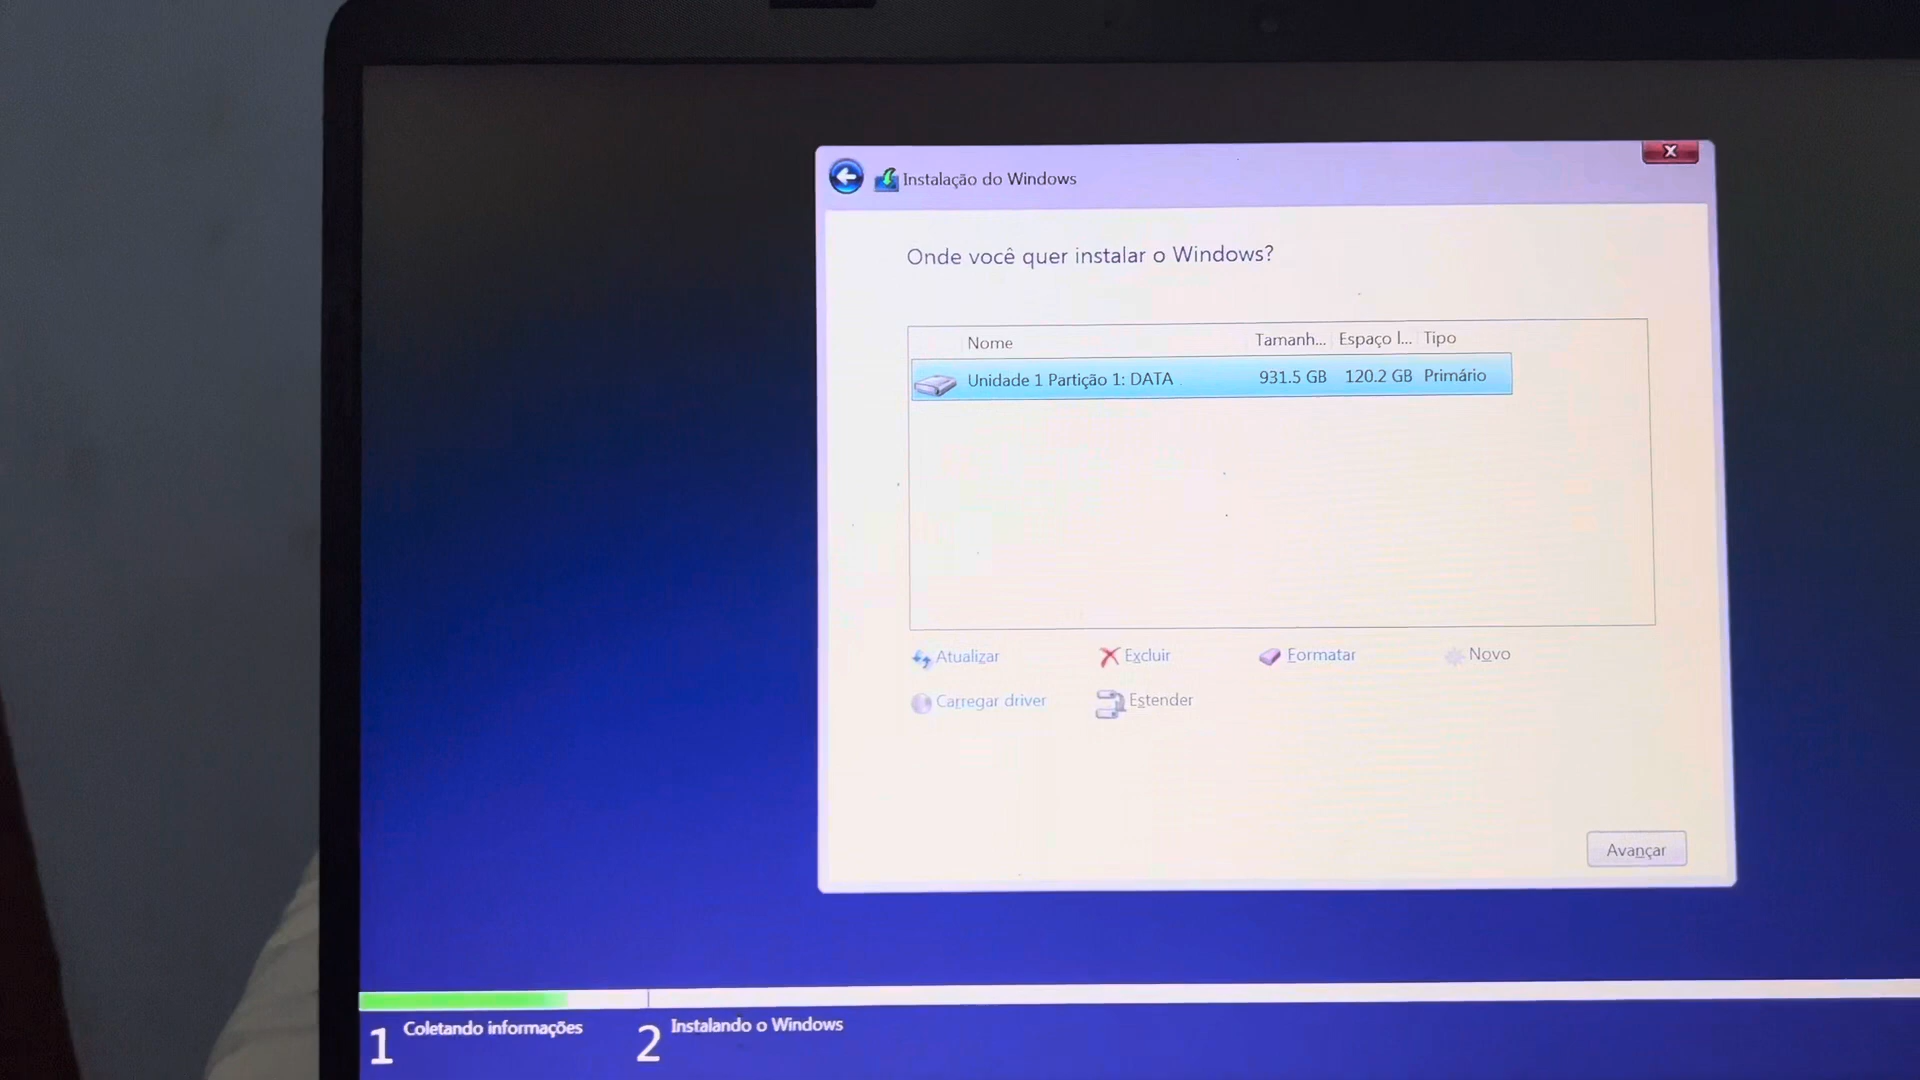 Instalação do Windows
Onde você quer instalar o Windows?
Nome Tamanh... Espaço l... Tipo
Unidade 1 Partição 1: DATA 931.5 GB 120.2 GB Primário
Atualizar Excluir Formatar Novo
Carregar driver Estender
Avançar
1 Coletando informações 2 Instalando o Windows